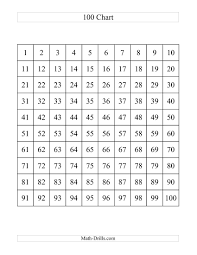 100 Chart
1 2 3 4 5 6 7 8 9 10
11 12 13 14 15 16 17 18 19 20
21 22 23 24 25 26 27 28 29 30
31 32 33 34 35 36 37 38 39 40
41 42 43 44 45 46 47 48 49 50
51 52 53 54 55 56 57 58 59 60
61 62 63 64 65 66 67 68 69 70
71 72 73 74 75 76 77 78 79 80
81 82 83 84 85 86 87 88 89 90
91 92 93 94 95 96 97 98 99 100
Math-Drills.com